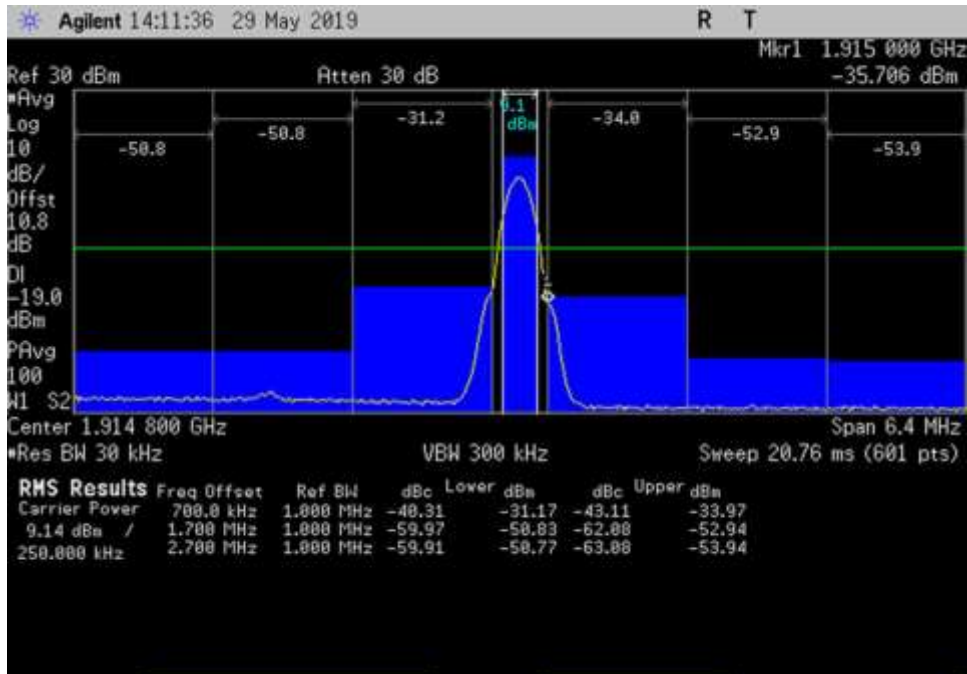 Agilent 14:11:36 29 May 2019 R T
Mkr1 1.915 000 GHz
Ref 30 dBm Atten 30 dB -35.706 dBm
#Avg
Log
10
dB/
Offst
10.8
dB
DI
-19.0
dBm
PAvg
100
W1 S2
-50.8 -50.8 -31.2 9.1 dBm -34.0 -52.9 -53.9
Center 1.914 800 GHz Span 6.4 MHz
#Res BW 30 kHz VBW 300 kHz Sweep 20.76 ms (601 pts)
RMS Results Freq Offset Ref BW dBc Lower dBm dBc Upper dBm
Carrier Power 700.0 kHz 1.000 MHz -40.31 -31.17 -43.11 -33.97
9.14 dBm / 1.700 MHz 1.000 MHz -59.97 -50.83 -62.08 -52.94
250.000 kHz 2.700 MHz 1.000 MHz -59.91 -50.77 -63.08 -53.94